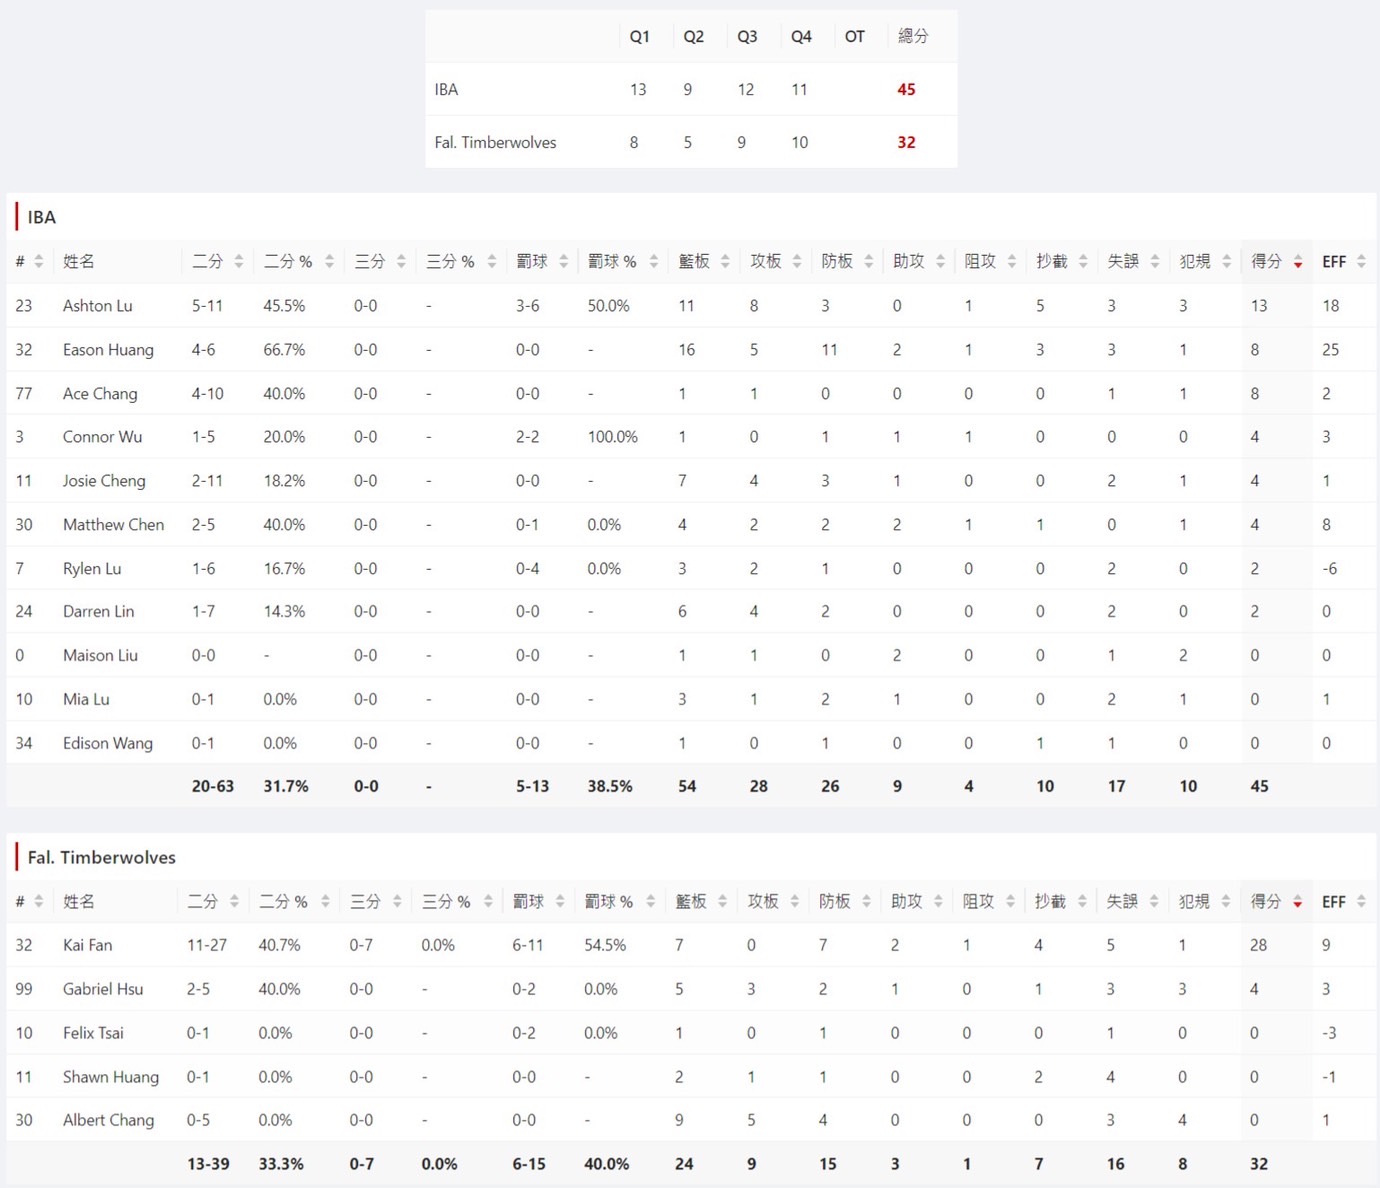 Q1 Q2 Q3 Q4 OT 總分
IBA 13 9 12 11 45
Fal. Timberwolves 8 5 9 10 32
IBA
# 姓名 二分 二分 % 三分 三分 % 罰球 罰球 % 籃板 攻板 防板 助攻 阻攻 抄截 失誤 犯規 得分 EFF
23 Ashton Lu 5-11 45.5% 0-0 - 3-6 50.0% 11 8 3 0 1 5 3 3 13 18
32 Eason Huang 4-6 66.7% 0-0 - 0-0 - 16 5 11 2 1 3 3 1 8 25
77 Ace Chang 4-10 40.0% 0-0 - 0-0 - 1 1 0 0 0 0 1 1 8 2
3 Connor Wu 1-5 20.0% 0-0 - 2-2 100.0% 1 0 1 1 1 0 0 0 4 3
11 Josie Cheng 2-11 18.2% 0-0 - 0-0 - 7 4 3 1 0 0 2 1 4 1
30 Matthew Chen 2-5 40.0% 0-0 - 0-1 0.0% 4 2 2 2 1 1 0 1 4 8
7 Rylen Lu 1-6 16.7% 0-0 - 0-4 0.0% 3 2 1 0 0 0 2 0 2 -6
24 Darren Lin 1-7 14.3% 0-0 - 0-0 - 6 4 2 0 0 0 2 0 2 0
0 Maison Liu 0-0 - 0-0 - 0-0 - 1 1 0 2 0 0 1 2 0 0
10 Mia Lu 0-1 0.0% 0-0 - 0-0 - 3 1 2 1 0 0 2 1 0 1
34 Edison Wang 0-1 0.0% 0-0 - 0-0 - 1 0 1 0 0 1 1 0 0 0
20-63 31.7% 0-0 - 5-13 38.5% 54 28 26 9 4 10 17 10 45
Fal. Timberwolves
# 姓名 二分 二分 % 三分 三分 % 罰球 罰球 % 籃板 攻板 防板 助攻 阻攻 抄截 失誤 犯規 得分 EFF
32 Kai Fan 11-27 40.7% 0-7 0.0% 6-11 54.5% 7 0 7 2 1 4 5 1 28 9
99 Gabriel Hsu 2-5 40.0% 0-0 - 0-2 0.0% 5 3 2 1 0 1 3 3 4 3
10 Felix Tsai 0-1 0.0% 0-0 - 0-2 0.0% 1 0 1 0 0 0 1 0 0 -3
11 Shawn Huang 0-1 0.0% 0-0 - 0-0 - 2 1 1 0 0 2 4 0 0 -1
30 Albert Chang 0-5 0.0% 0-0 - 0-0 - 9 5 4 0 0 0 3 4 0 1
13-39 33.3% 0-7 0.0% 6-15 40.0% 24 9 15 3 1 7 16 8 32